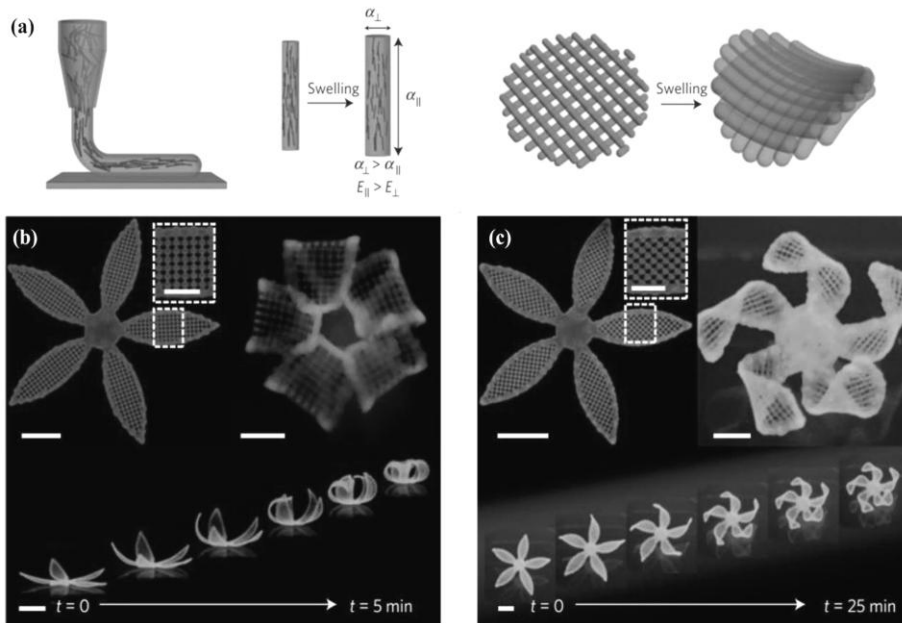 (a)
α⊥
Swelling
α∥
α⊥ > α∥
E∥ > E⊥
Swelling
(b)
t = 0
t = 5 min
(c)
t = 0
t = 25 min